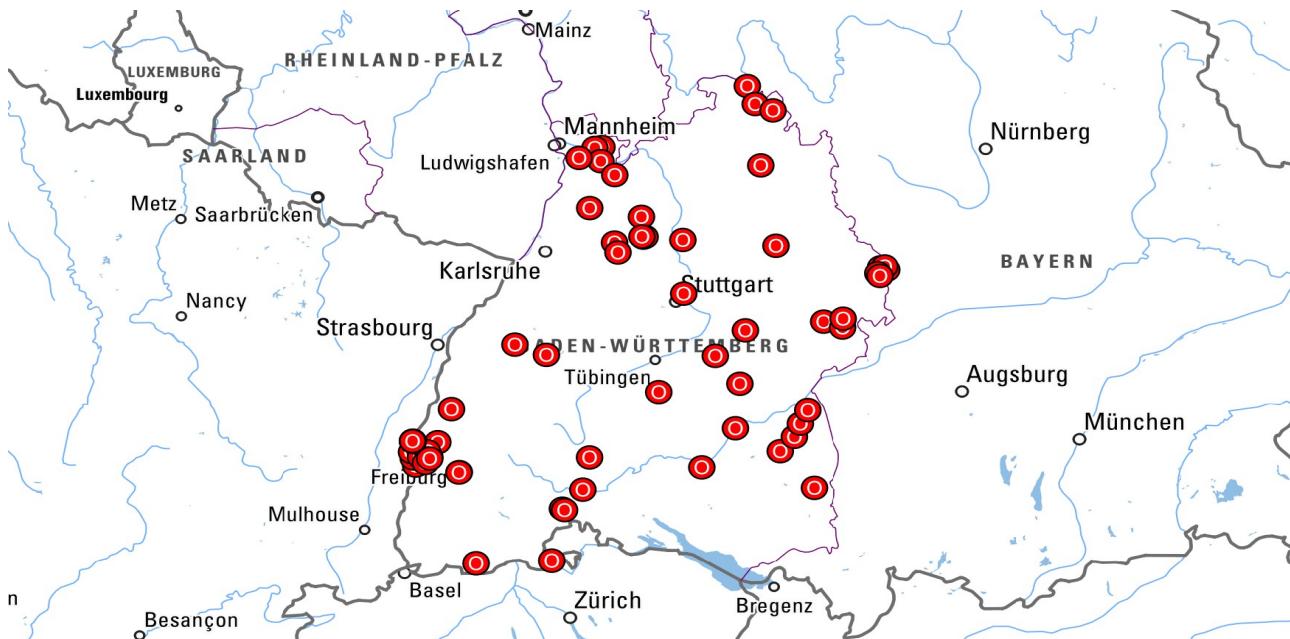 Mainz
RHEINLAND-PFALZ
LUXEMBURG
Luxembourg
Mannheim
Nürnberg
Ludwigshafen
SAARLAND
Metz
Saarbrücken
Karlsruhe
BAYERN
Stuttgart
Nancy
Strasbourg
ADEN-WÜRTTEMBERG
Tübingen
Augsburg
München
Freiburg
Mulhouse
Basel
Bregenz
Zürich
n
Besançon